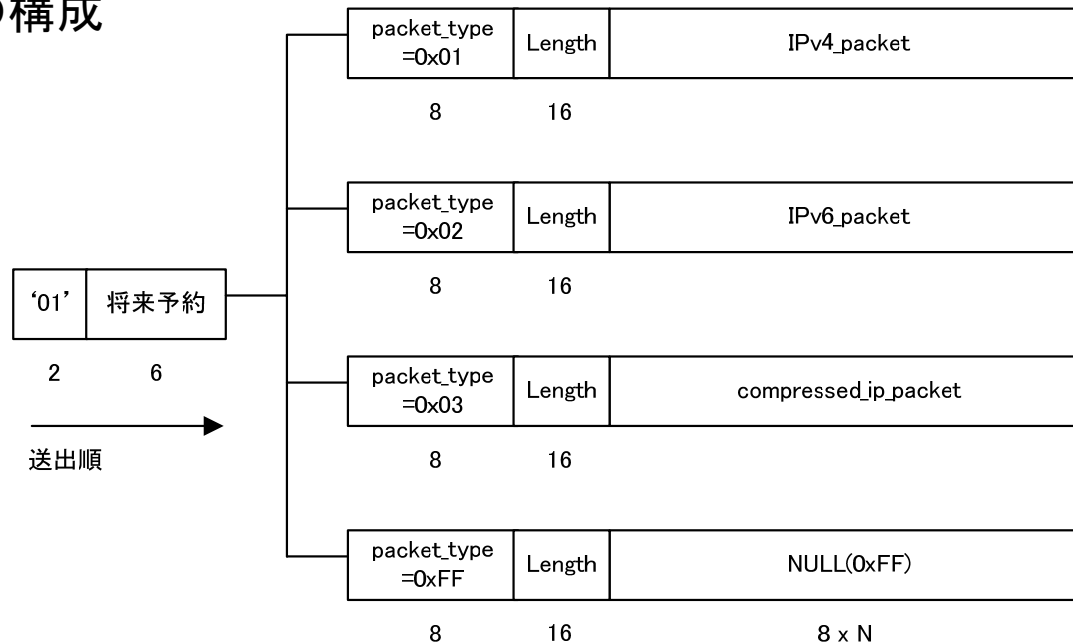 の構成
packet_type
=0x01
Length
IPv4_packet
8
16
packet_type
=0x02
Length
IPv6_packet
8
16
‘01’
将来予約
2
6
送出順
packet_type
=0x03
Length
compressed_ip_packet
8
16
packet_type
=0xFF
Length
NULL(0xFF)
8
16
8 x N